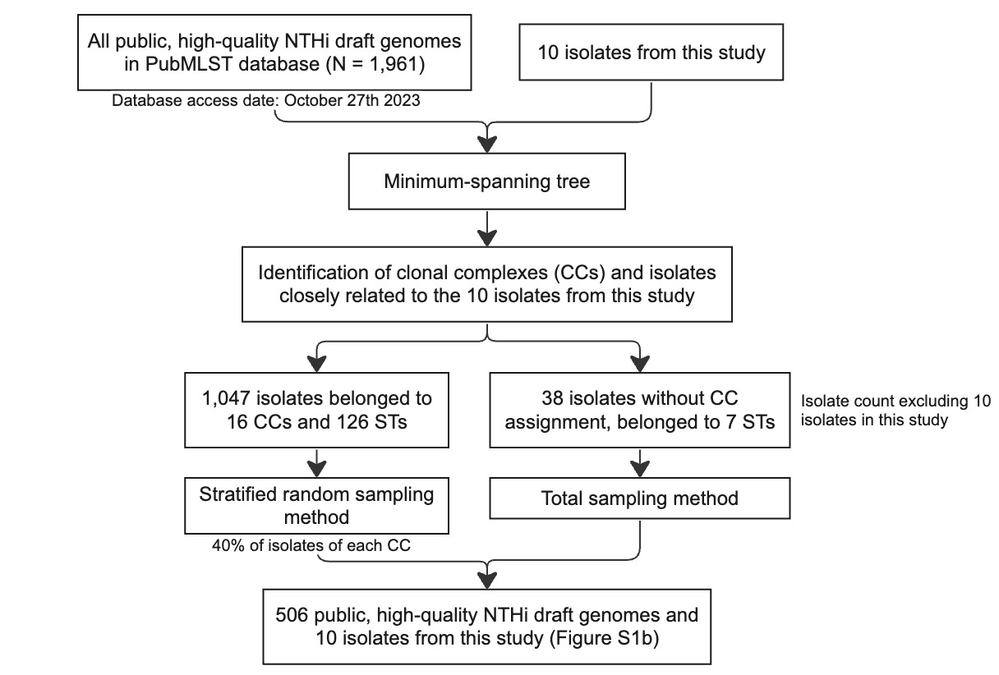 All public, high-quality NTHi draft genomes
in PubMLST database (N = 1,961)
10 isolates from this study
Database access date: October 27th 2023
Minimum-spanning tree
Identification of clonal complexes (CCs) and isolates
closely related to the 10 isolates from this study
1,047 isolates belonged to
16 CCs and 126 STs
38 isolates without CC
assignment, belonged to 7 STs
Isolate count excluding 10
isolates in this study
Stratified random sampling
method
Total sampling method
40% of isolates of each CC
506 public, high-quality NTHi draft genomes and
10 isolates from this study (Figure S1b)